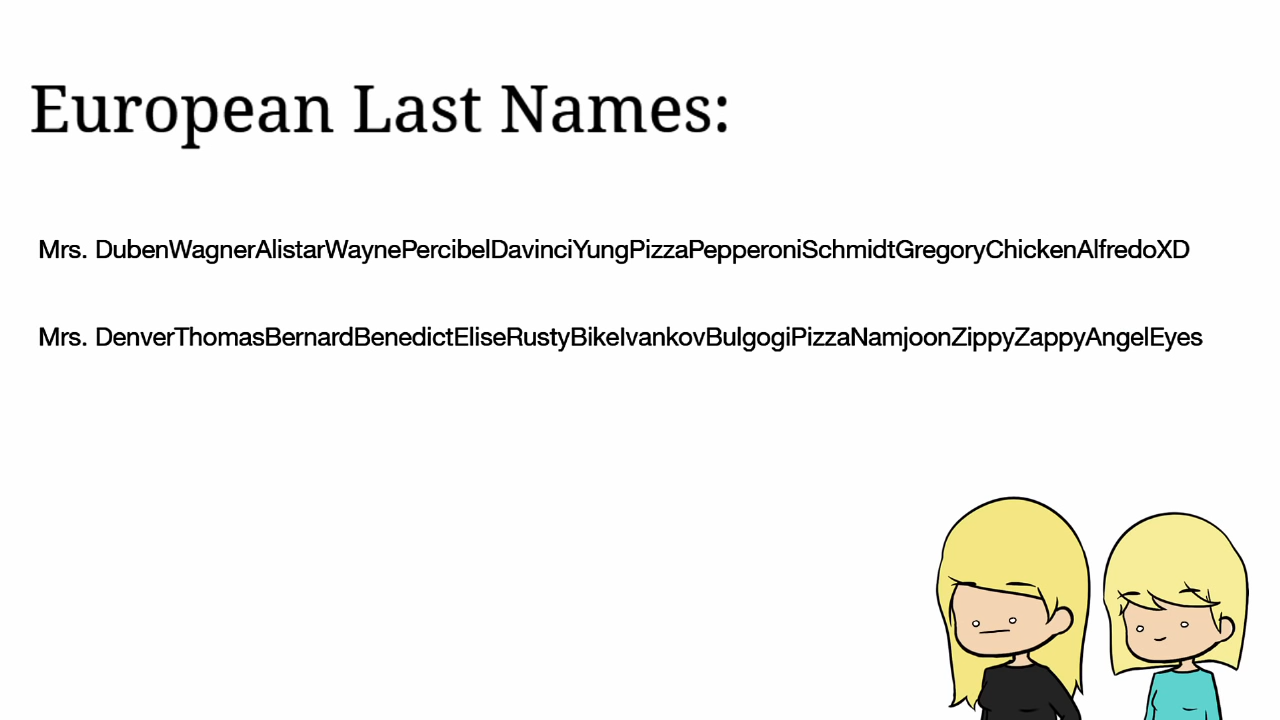 European Last Names:
Mrs. DubenWagnerAlistarWaynePercibelDavinciYungPizzaPepperoniSchmidtGregoryChickenAlfredoXD
Mrs. DenverThomasBernardBenedictEliseRustyBikeIvankovBulgogiPizzaNamjoonZippyZappyAngelEyes